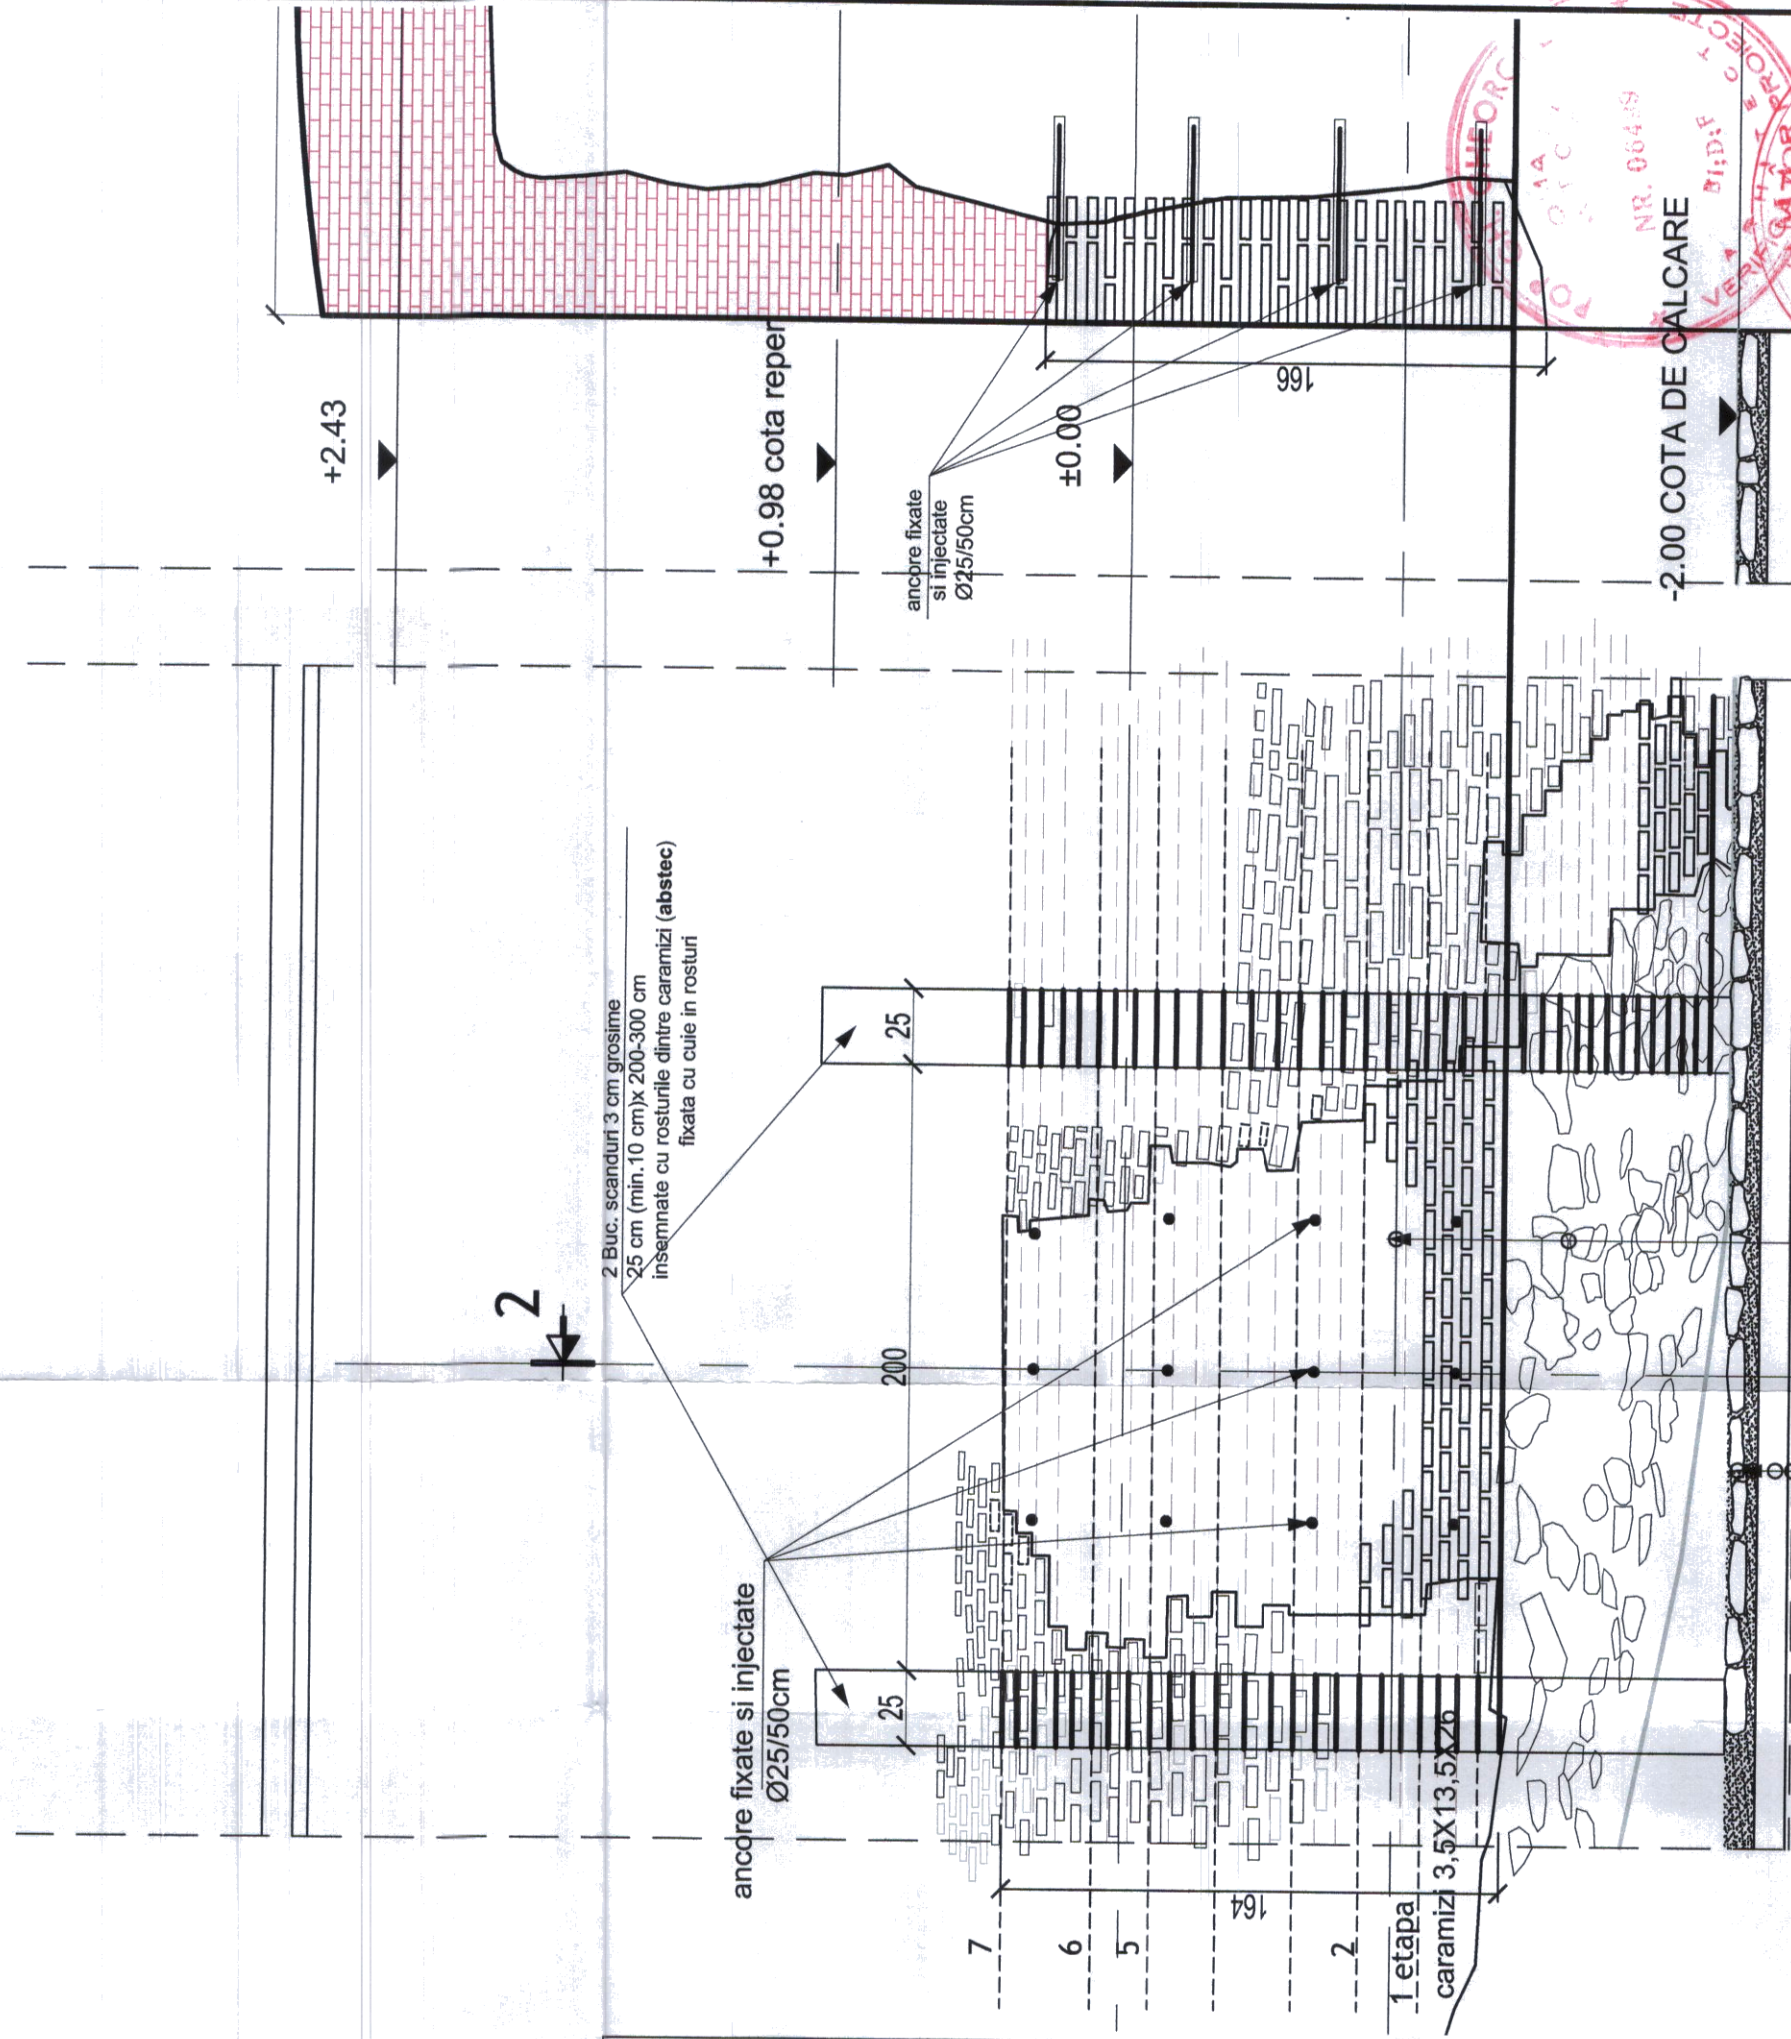 +2.43
+0.98 cota reper
±0.00
-2.00 COTA DE CALCARE
166
ancore fixate
si injectate
Ø25/50cm
2 Buc. scanduri 3 cm grosime
25 cm (min.10 cm)x 200-300 cm
insemnate cu rosturile dintre caramizi (abstec)
fixata cu cuie in rosturi
2
25
200
25
ancore fixate si injectate
Ø25/50cm
164
7
6
5
2
1 etapa
caramizi 3,5X13,5X26
NR.